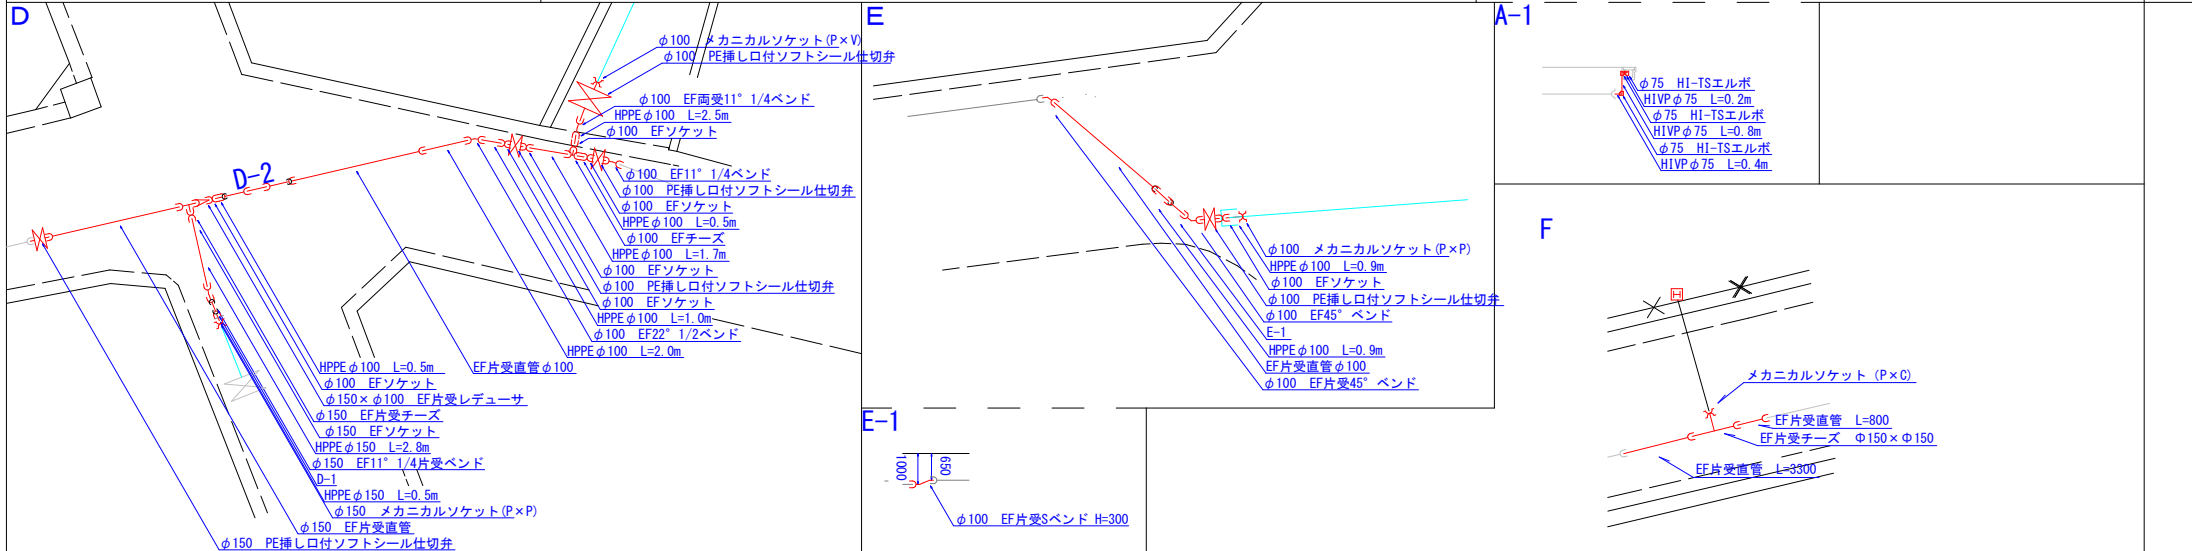 D
φ100 メカニカルソケット(P×V)
φ100 PE挿し口付ソフトシール仕切弁
φ100 EF両受11°1/4ベンド
HPPEφ100 L=2.5m
φ100 EFソケット
D-2
φ100 EF11°1/4ベンド
φ100 PE挿し口付ソフトシール仕切弁
φ100 EFソケット
HPPEφ100 L=0.5m
φ100 EFチーズ
HPPEφ100 L=1.7m
φ100 EFソケット
φ100 PE挿し口付ソフトシール仕切弁
φ100 EFソケット
HPPEφ100 L=1.0m
φ100 EF22°1/2ベンド
HPPEφ100 L=2.0m
EF片受直管φ100
HPPEφ100 L=0.5m
φ100 EFソケット
φ150×φ100 EF片受レデューサ
φ150 EF片受チーズ
φ150 EFソケット
HPPEφ150 L=2.8m
φ150 EF11°1/4片受ベンド
D-1
HPPEφ150 L=0.5m
φ150 メカニカルソケット(P×P)
φ150 EF片受直管
φ150 PE挿し口付ソフトシール仕切弁
E
φ100 メカニカルソケット(P×P)
HPPEφ100 L=0.9m
φ100 EFソケット
φ100 PE挿し口付ソフトシール仕切弁
φ100 EF45°ベンド
E-1
HPPEφ100 L=0.9m
EF片受直管φ100
φ100 EF片受45°ベンド
E-1
1000
650
φ100 EF片受Sベンド H=300
A-1
φ75 HI-TSエルボ
HIVPφ75 L=0.2m
φ75 HI-TSエルボ
HIVPφ75 L=0.8m
φ75 HI-TSエルボ
HIVPφ75 L=0.4m
F
H
メカニカルソケット (P×C)
EF片受直管 L=800
EF片受チーズ Φ150×Φ150
EF片受直管 L=3300